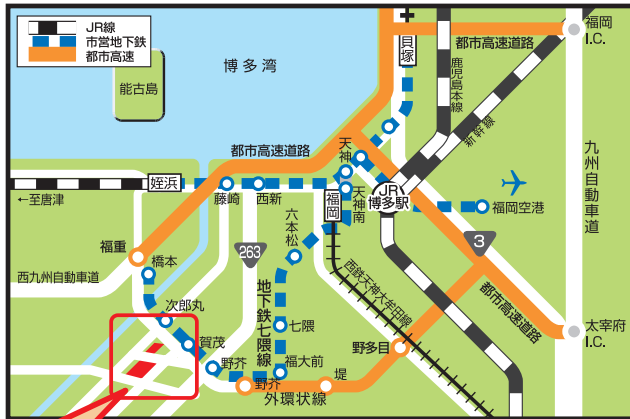 JR線
市営地下鉄
都市高速
能古島
博多湾
貝塚
都市高速道路
福岡
I.C.
鹿児島本線
新幹線
九州自動車道
都市高速道路
天神
←至唐津
姪浜
藤崎
西新
福岡
天神南
JR
博多駅
福岡空港
263
六本松
3
福重
橋本
西九州自動車道
地下鉄七隈線
西鉄天神大牟田線
都市高速道路
太宰府
I.C.
次郎丸
賀茂
七隈
野芥
福大前
野多目
野芥
堤
外環状線